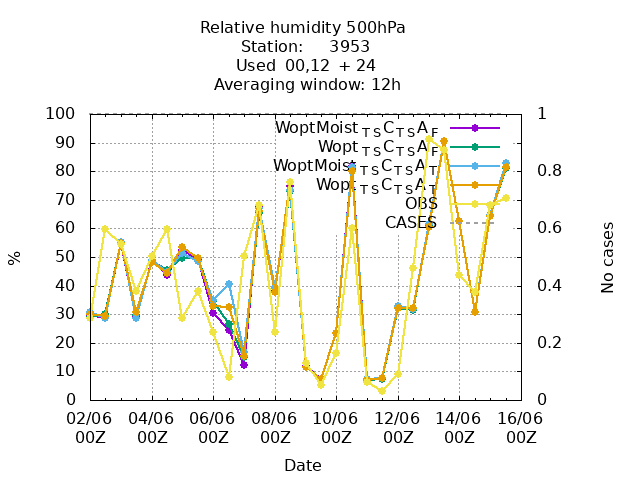 Relative humidity 500hPa
Station: 3953
Used 00,12 + 24
Averaging window: 12h
WoptMoist TS C TS A F
Wopt TS C TS A F
WoptMoist TS C TS A T
Wopt TS C TS A T
OBS
CASES
100
90
80
70
60
50
40
30
20
10
0
%
1
0.8
0.6
0.4
0.2
0
No cases
02/06 04/06 06/06 08/06 10/06 12/06 14/06 16/06
00Z 00Z 00Z 00Z 00Z 00Z 00Z 00Z
Date